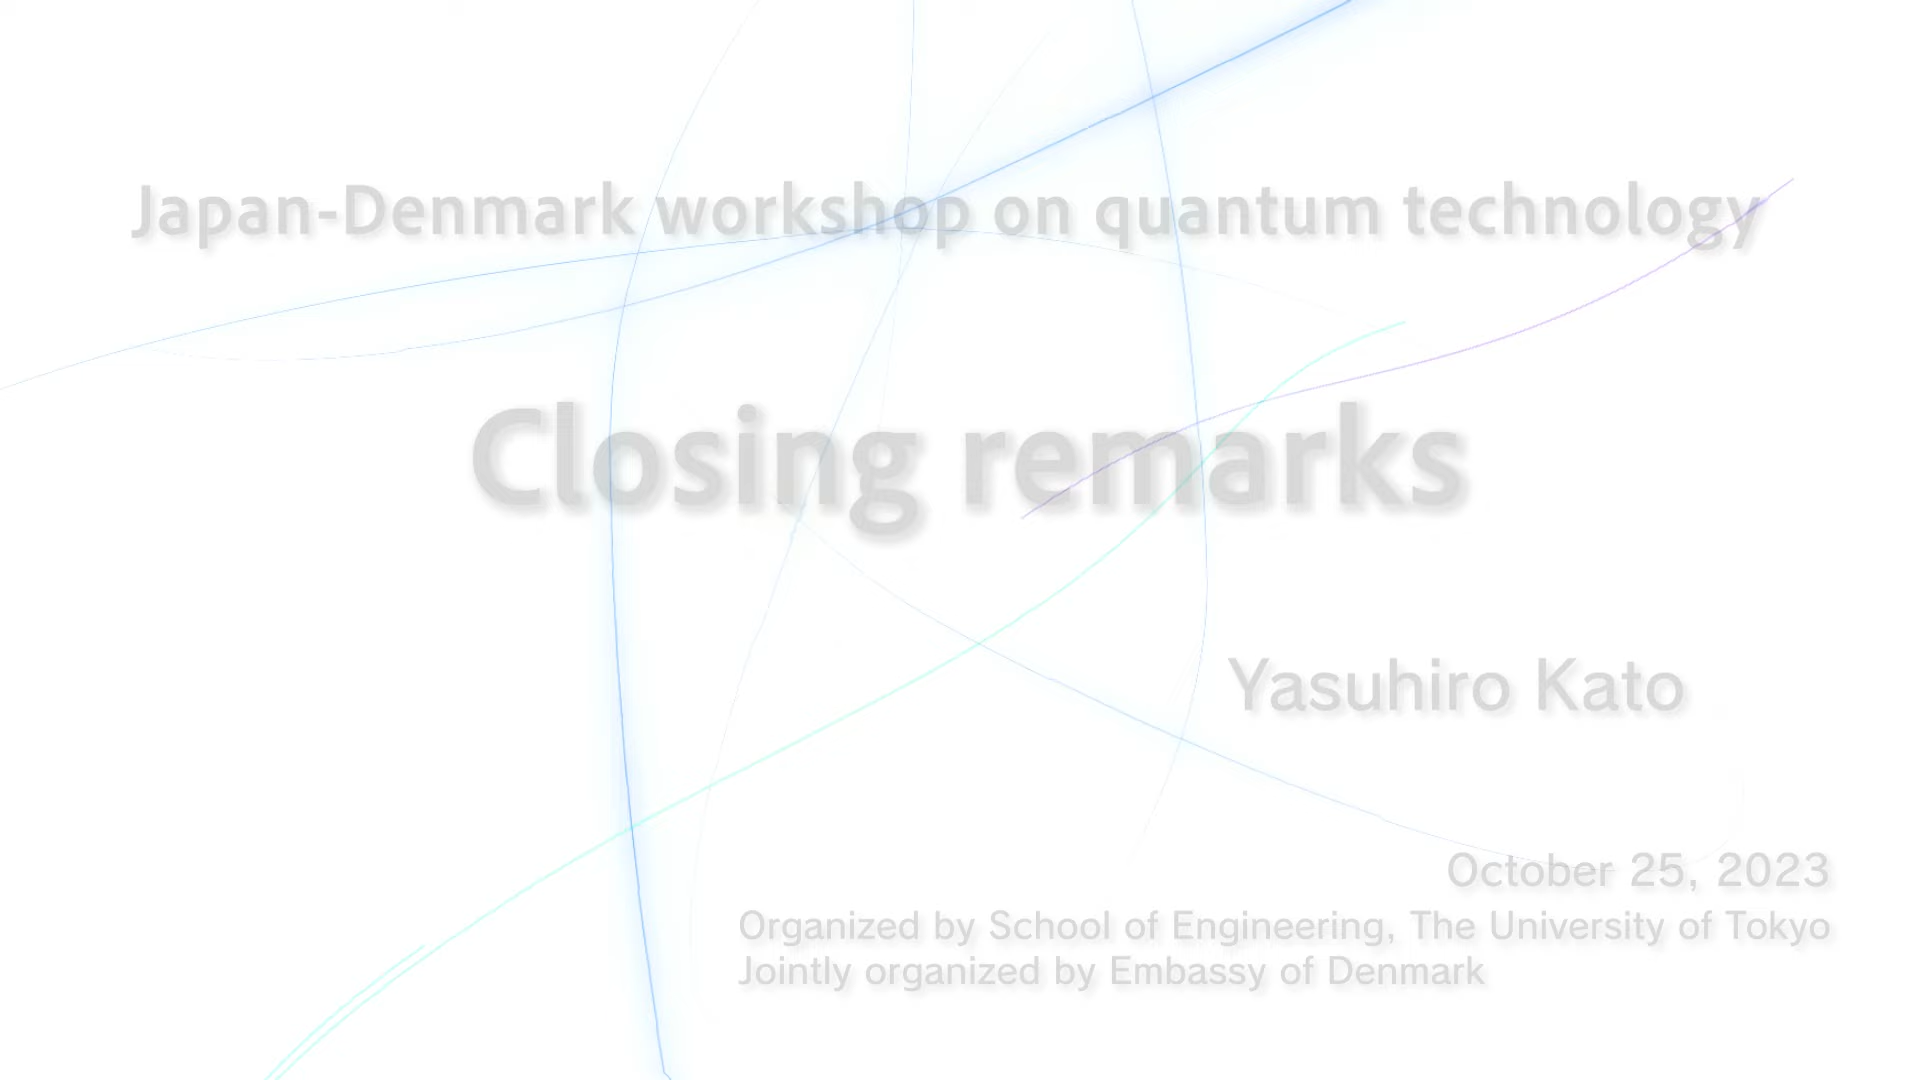 Japan-Denmark workshop on quantum technology
Closing remarks
Yasuhiro Kato
October 25, 2023
Organized by School of Engineering, The University of Tokyo
Jointly organized by Embassy of Denmark